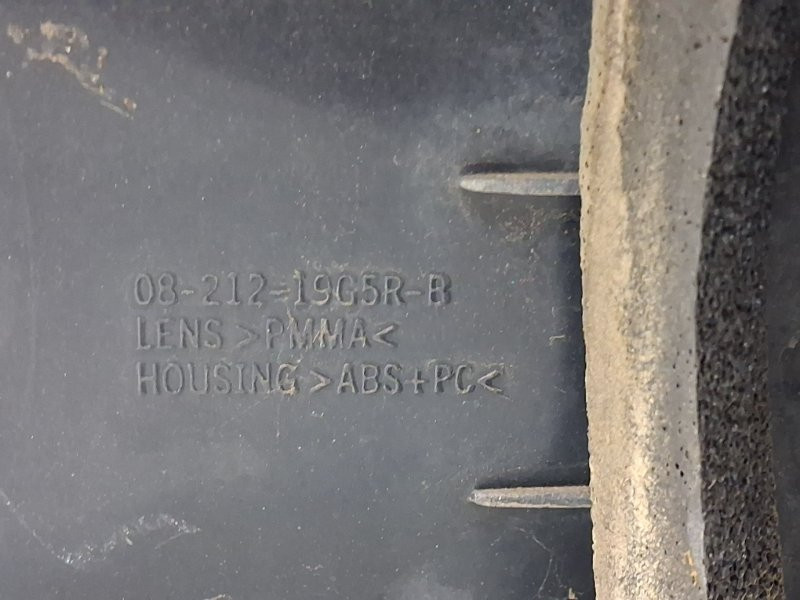 08-212-19G5R-B
LENS >PMMA<
HOUSING >ABS+PC<